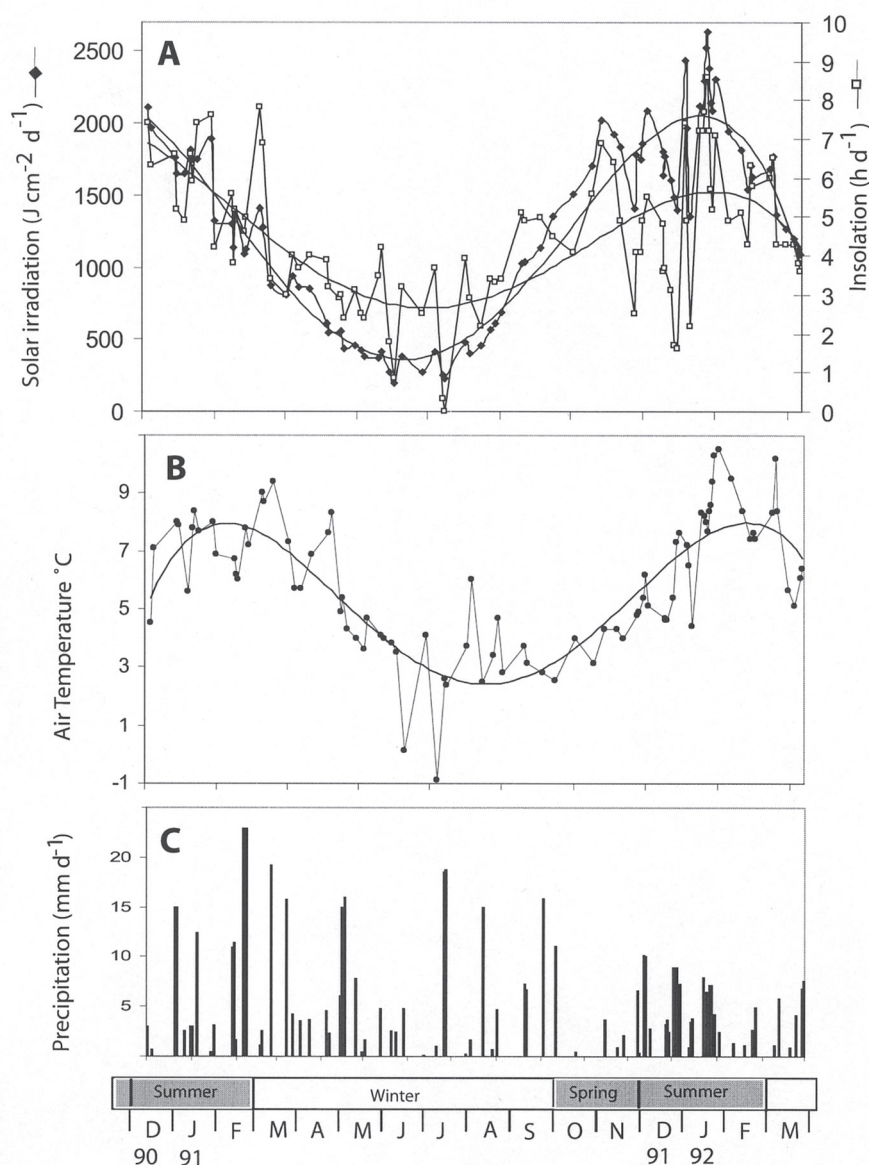 A
2500
2000
1500
1000
500
0
Solar irradiation (J cm⁻² d⁻¹)
10
9
8
7
6
5
4
3
2
1
0
Insolation (h d⁻¹)
B
9
7
5
3
1
-1
Air Temperature °C
C
20
15
10
5
Precipitation (mm d⁻¹)
Summer Winter Spring Summer
D J F M A M J J A S O N D J F M
90 91 91 92